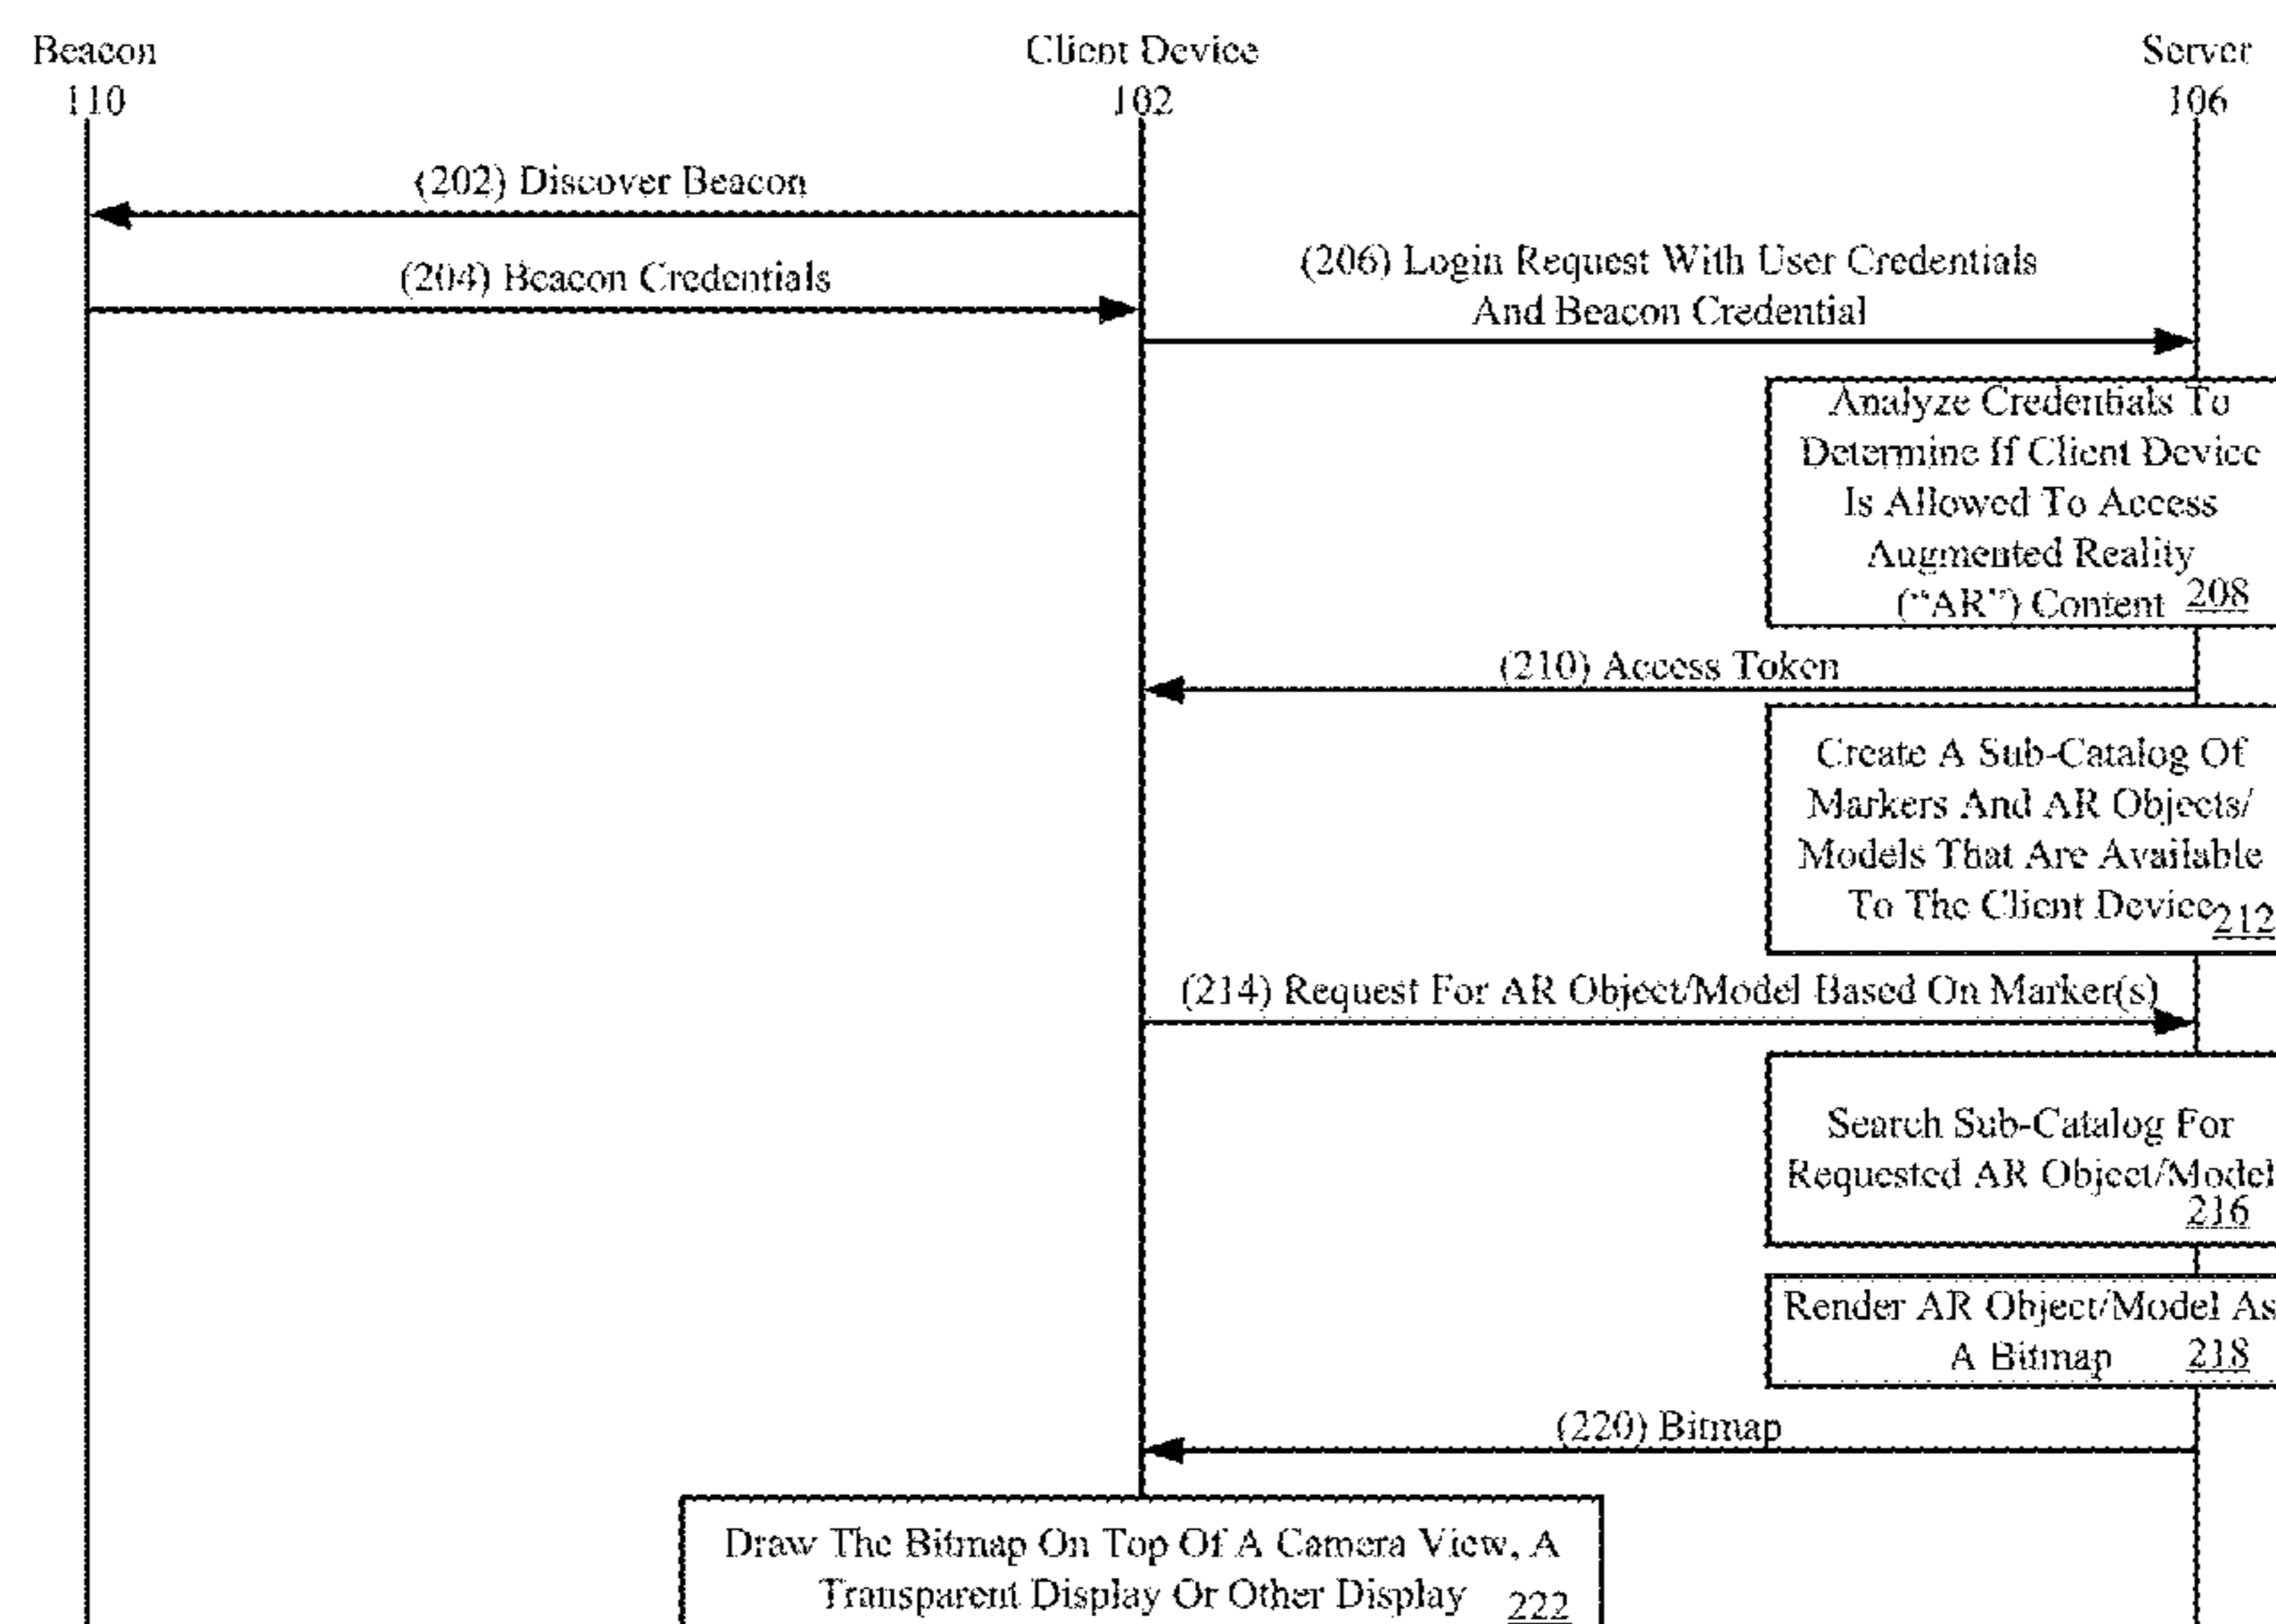 Beacon
110
Client Device
102
Server
106
(202) Discover Beacon
(204) Beacon Credentials
(206) Login Request With User Credentials
And Beacon Credential
Analyze Credentials To
Determine If Client Device
Is Allowed To Access
Augmented Reality
(“AR”) Content 208
(210) Access Token
Create A Sub-Catalog Of
Markers And AR Objects/
Models That Are Available
To The Client Device 212
(214) Request For AR Object/Model Based On Marker(s)
Search Sub-Catalog For
Requested AR Object/Model
216
Render AR Object/Model As
A Bitmap 218
(220) Bitmap
Draw The Bitmap On Top Of A Camera View, A
Transparent Display Or Other Display 222